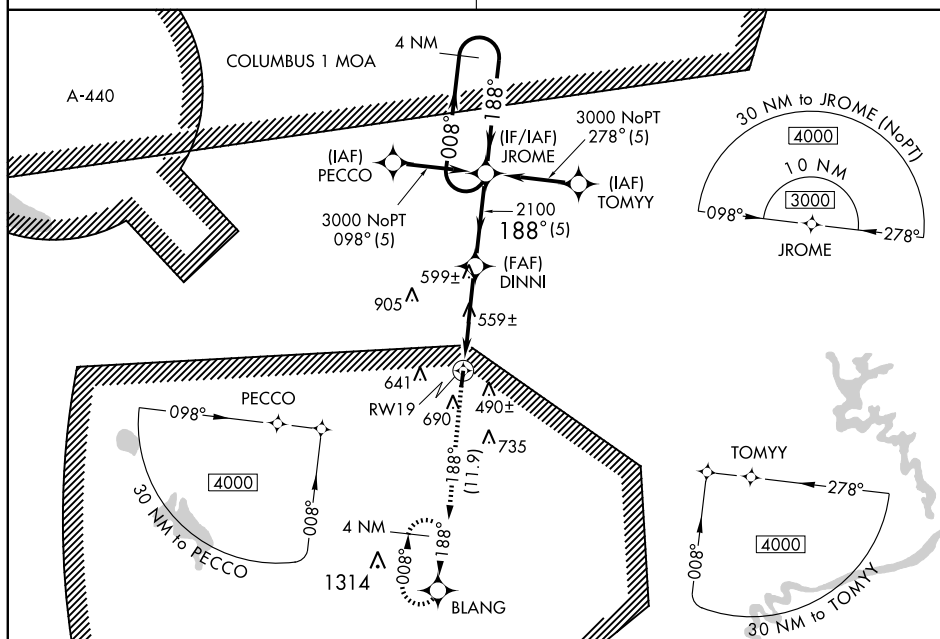 4 NM
COLUMBUS 1 MOA
A-440
188°
008°
3000 NoPT
278° (5)
(IF/IAF)
JROME
(IAF)
PECCO
(IAF)
TOMYY
3000 NoPT
098° (5)
2100
188° (5)
(FAF)
DINNI
599±
905
559±
30 NM to JROME (NoPT)
4000
10 NM
3000
098°
278°
JROME
641
RW19
690
490±
735
188°
(11.9)
4 NM
188°
008°
1314
BLANG
PECCO
098°
4000
008°
30 NM to PECCO
TOMYY
278°
008°
4000
30 NM to TOMYY